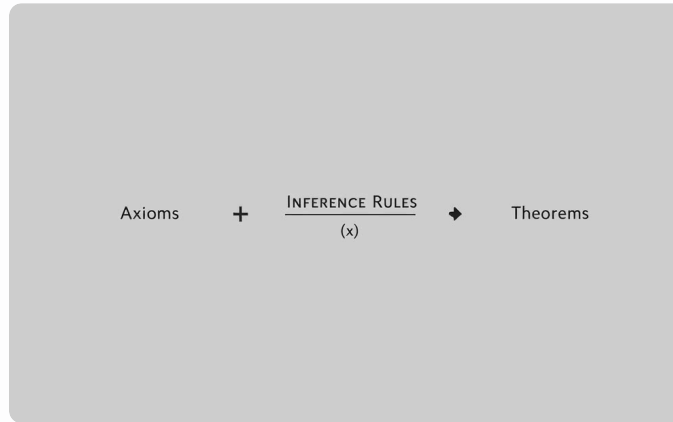 Axioms + INFERENCE RULES → Theorems
(x)